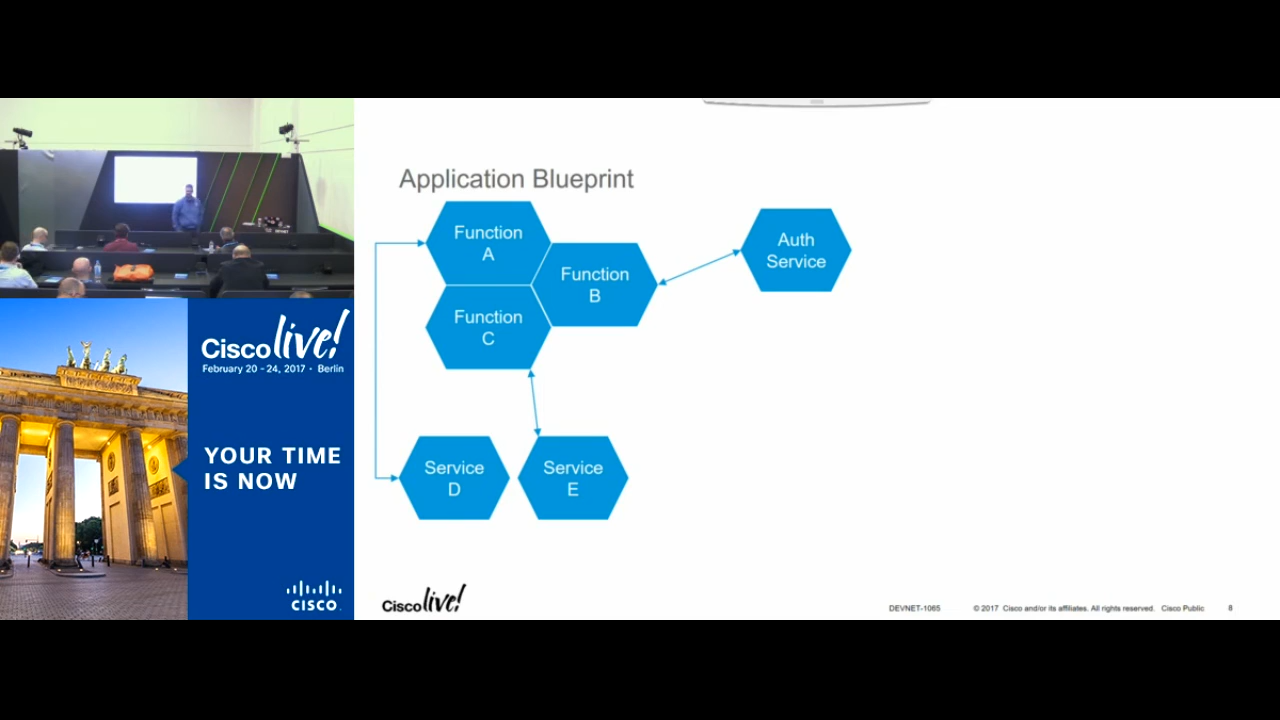 Application Blueprint
Function
A
Function
B
Function
C
Auth
Service
Service
D
Service
E
Cisco live!
February 20 - 24, 2017 • Berlin
YOUR TIME
IS NOW
CISCO.
Cisco live!
DEVNET-1065 © 2017 Cisco and/or its affiliates. All rights reserved. Cisco Public 8